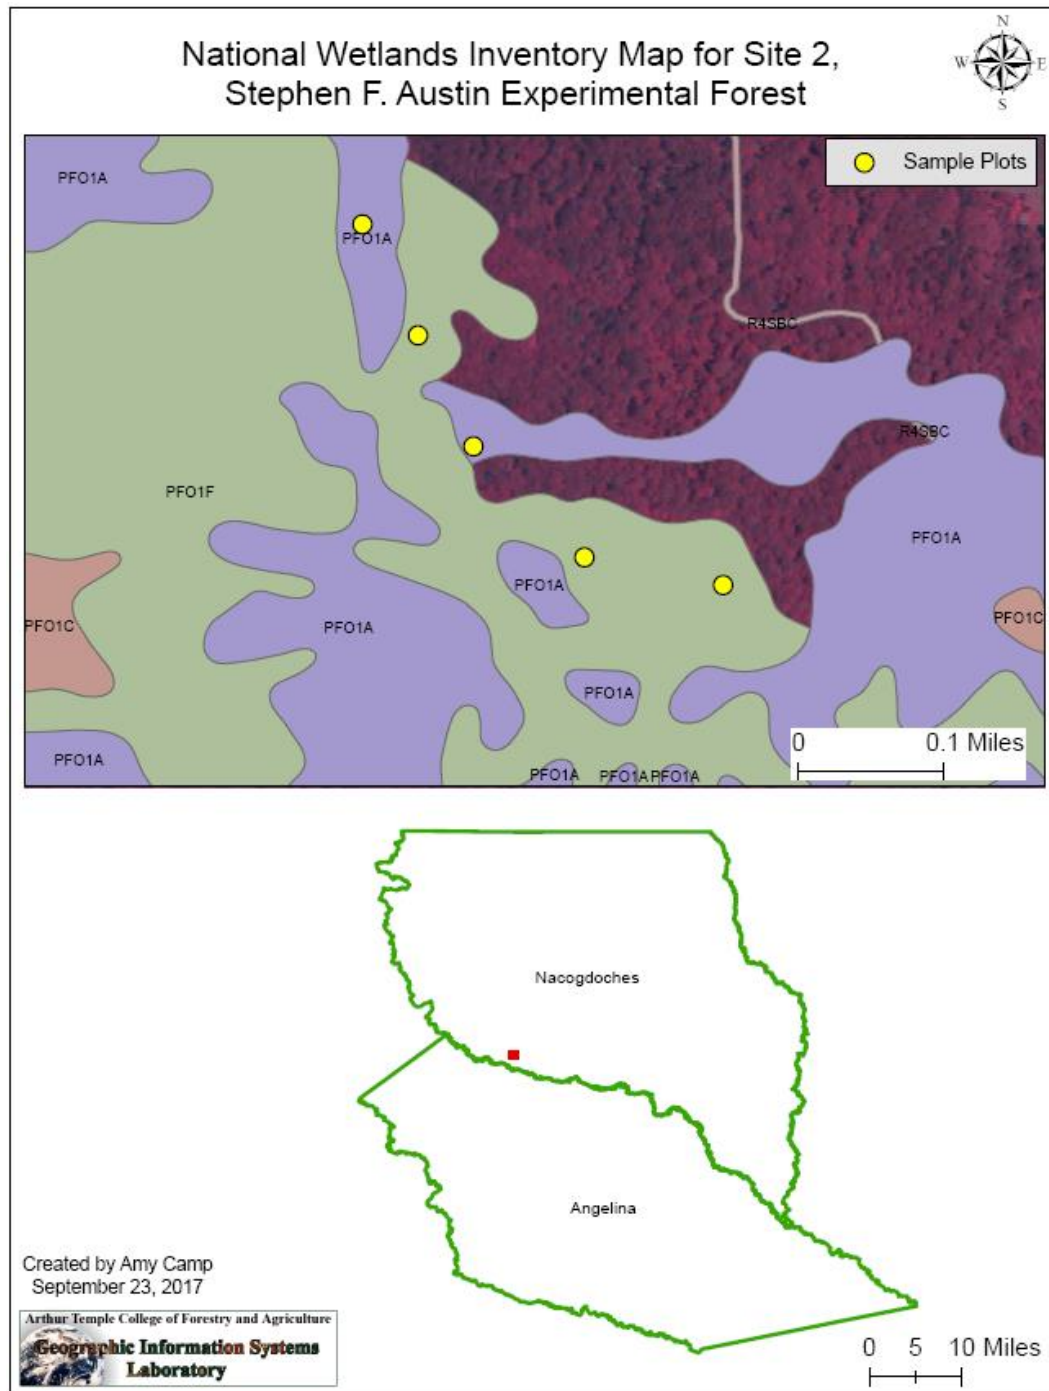 National Wetlands Inventory Map for Site 2,
Stephen F. Austin Experimental Forest
N
W
E
S
Sample Plots
PFO1A
PFO1A
R4SBC
R4SBC
PFO1F
PFO1A
PFO1A
PFO1C
PFO1A
PFO1C
PFO1A
PFO1A
PFO1A
PFO1A
PFO1A
0
0.1 Miles
Nacogdoches
Angelina
Created by Amy Camp
September 23, 2017
Arthur Temple College of Forestry and Agriculture
Geographic Information Systems
Laboratory
0 5 10 Miles